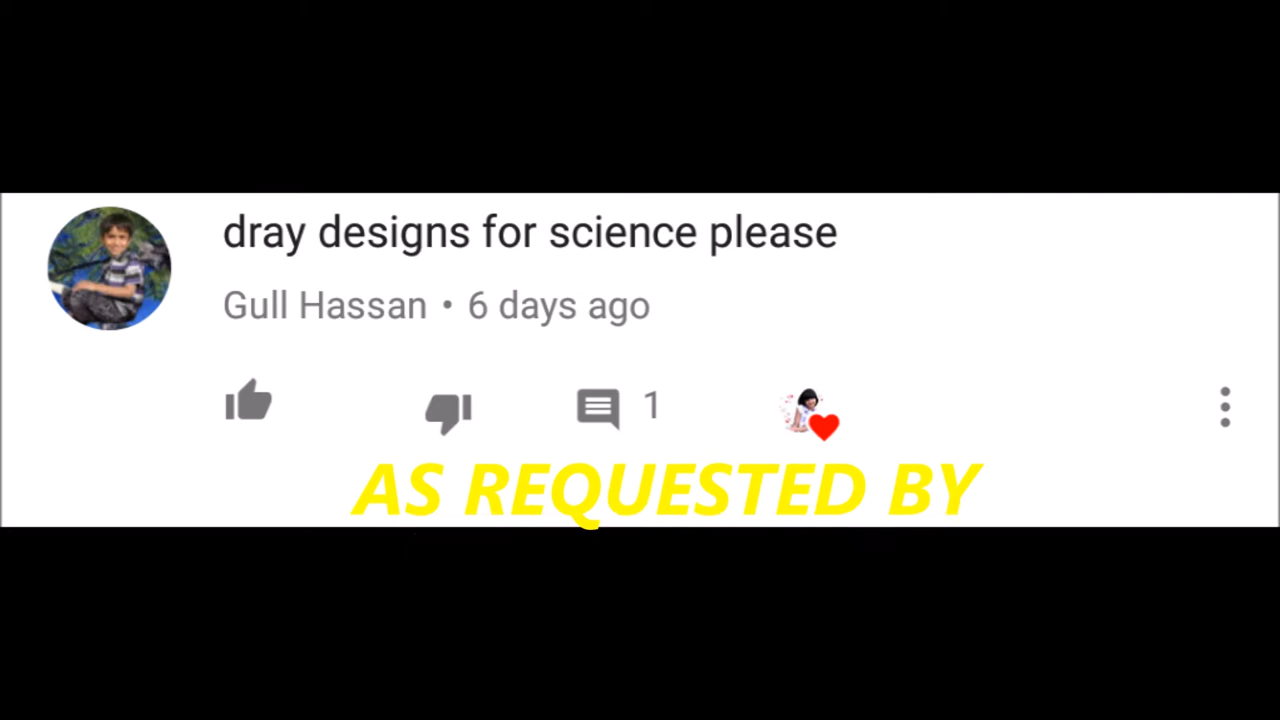 dray designs for science please
Gull Hassan • 6 days ago
1
AS REQUESTED BY